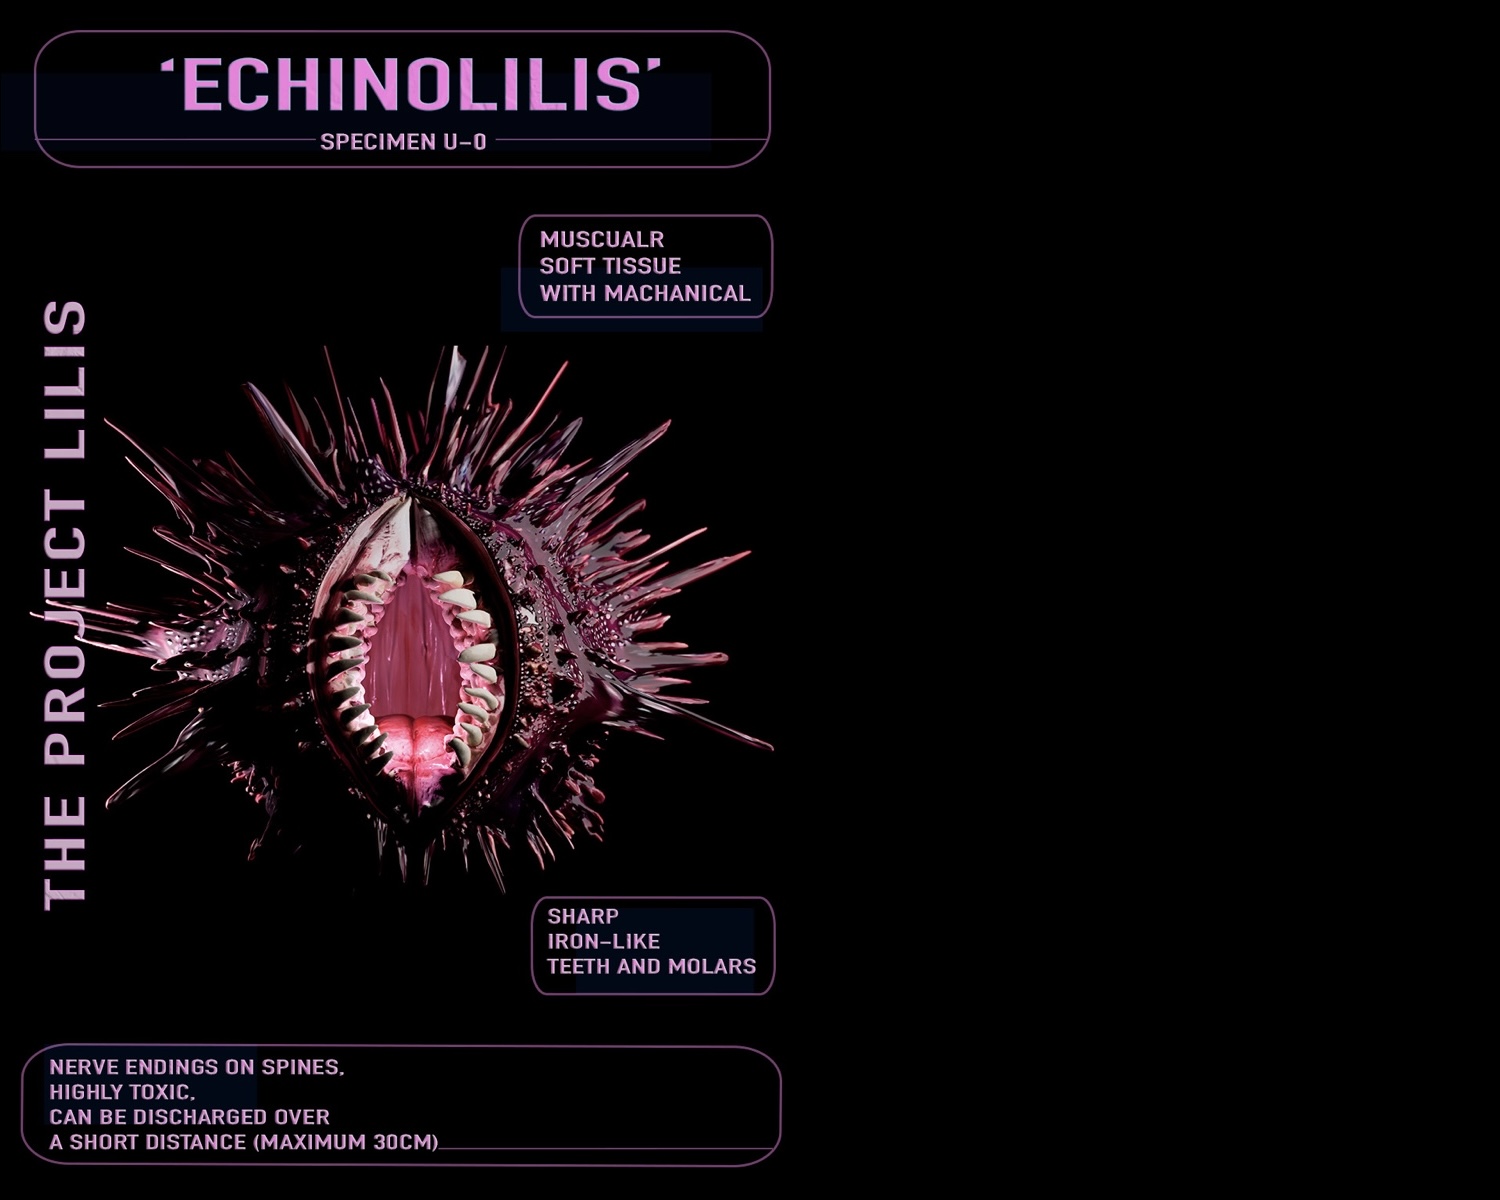 ‘ECHINOLILIS’
SPECIMEN U-0
MUSCUALR
SOFT TISSUE
WITH MACHANICAL
THE PROJECT LILIS
SHARP
IRON-LIKE
TEETH AND MOLARS
NERVE ENDINGS ON SPINES,
HIGHLY TOXIC,
CAN BE DISCHARGED OVER
A SHORT DISTANCE (MAXIMUM 30CM)